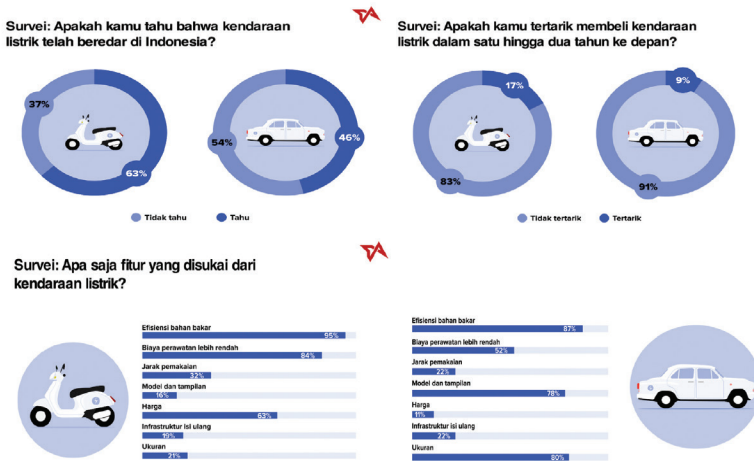 Survei: Apakah kamu tahu bahwa kendaraan
listrik telah beredar di Indonesia?
37%
63%
54%
46%
Tidak tahu
Tahu
Survei: Apakah kamu tertarik membeli kendaraan
listrik dalam satu hingga dua tahun ke depan?
17%
83%
9%
91%
Tidak tertarik
Tertarik
Survei: Apa saja fitur yang disukai dari
kendaraan listrik?
Efisiensi bahan bakar
95%
Biaya perawatan lebih rendah
84%
Jarak pemakaian
32%
Model dan tampilan
16%
Harga
63%
Infrastruktur isi ulang
19%
Ukuran
21%
Efisiensi bahan bakar
87%
Biaya perawatan lebih rendah
52%
Jarak pemakaian
22%
Model dan tampilan
78%
Harga
11%
Infrastruktur isi ulang
22%
Ukuran
80%